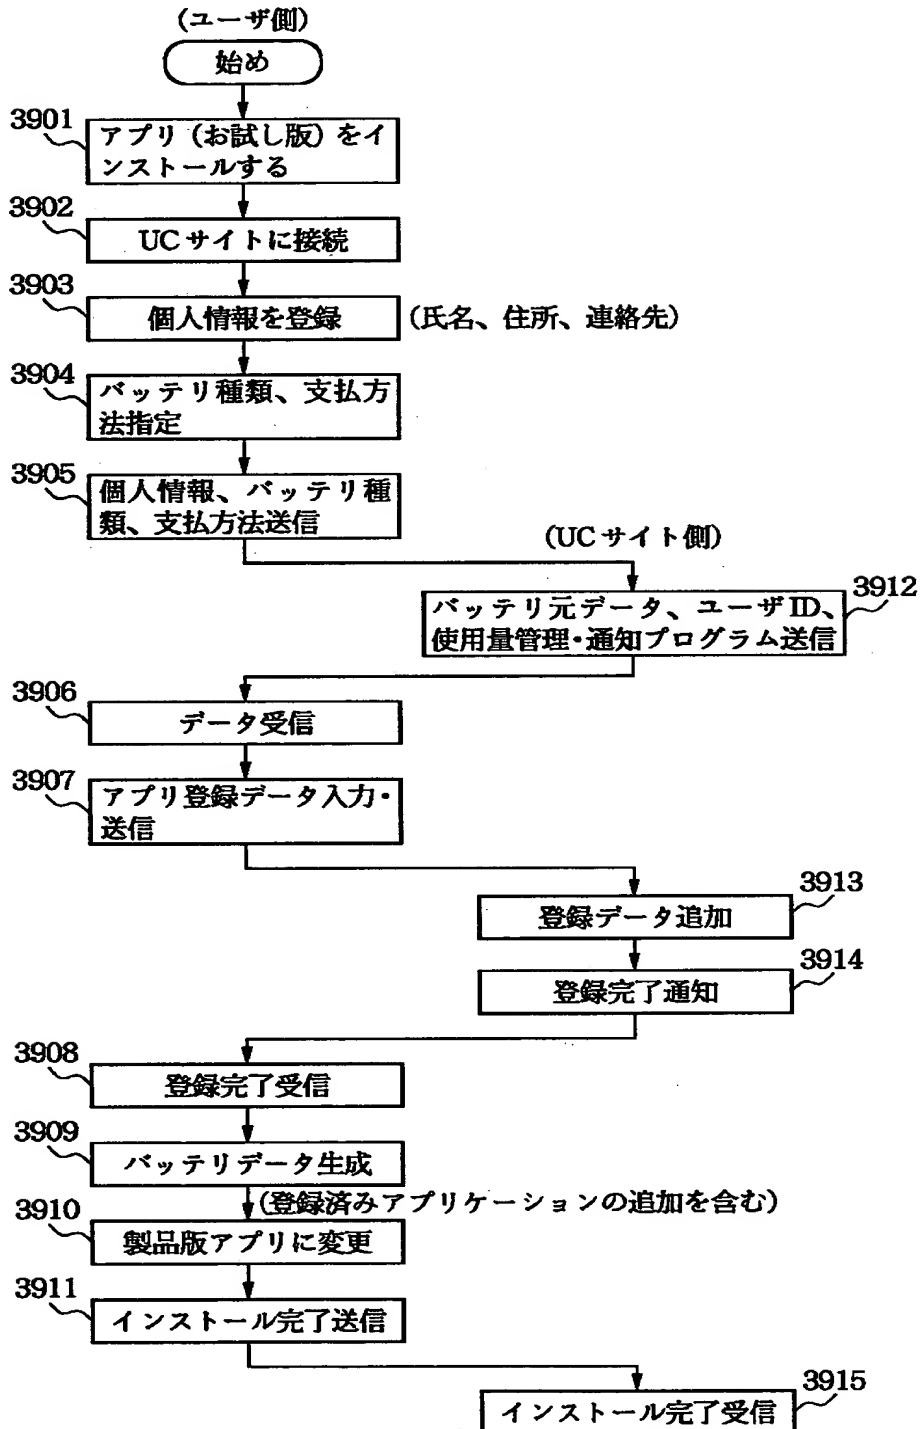 (ユーザ側)
始め
3901
アプリ(お試し版)をイ
ンストールする
3902
UCサイトに接続
3903
個人情報を登録
(氏名、住所、連絡先)
3904
バッテリ種類、支払方
法指定
3905
個人情報、バッテリ種
類、支払方法送信
(UCサイト側)
3912
バッテリ元データ、ユーザID、
使用量管理・通知プログラム送信
3906
データ受信
3907
アプリ登録データ入力・
送信
3913
登録データ追加
3914
登録完了通知
3908
登録完了受信
3909
バッテリデータ生成
(登録済みアプリケーションの追加を含む)
3910
製品版アプリに変更
3911
インストール完了送信
3915
インストール完了受信